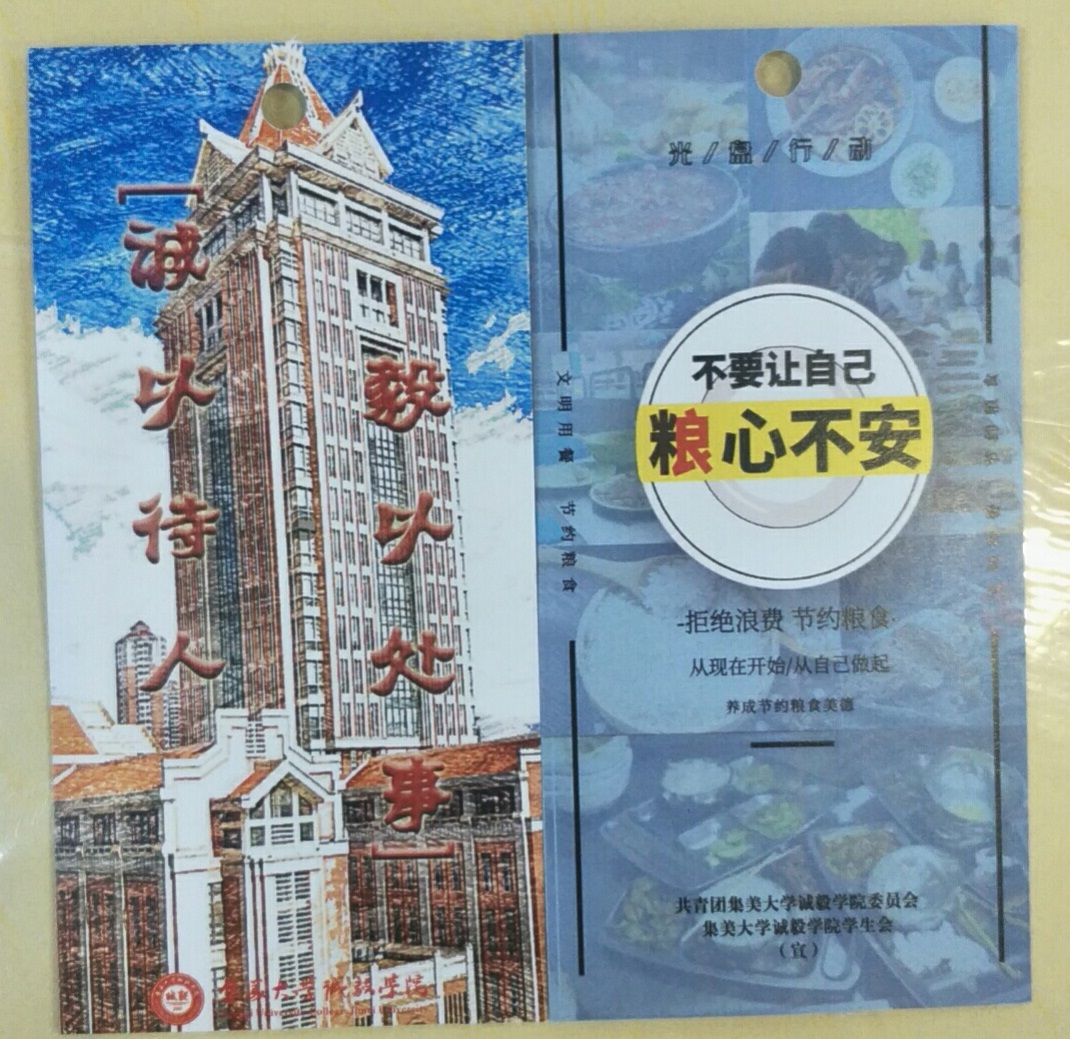 「诚以待人
毅以处事」
集美大学诚毅学院
光/盘/行/动
不要让自己
粮心不安
文明用餐 节约粮食
-拒绝浪费 节约粮食-
从现在开始/从自己做起
养成节约粮食美德
共青团集美大学诚毅学院委员会
集美大学诚毅学院学生会
(宣)